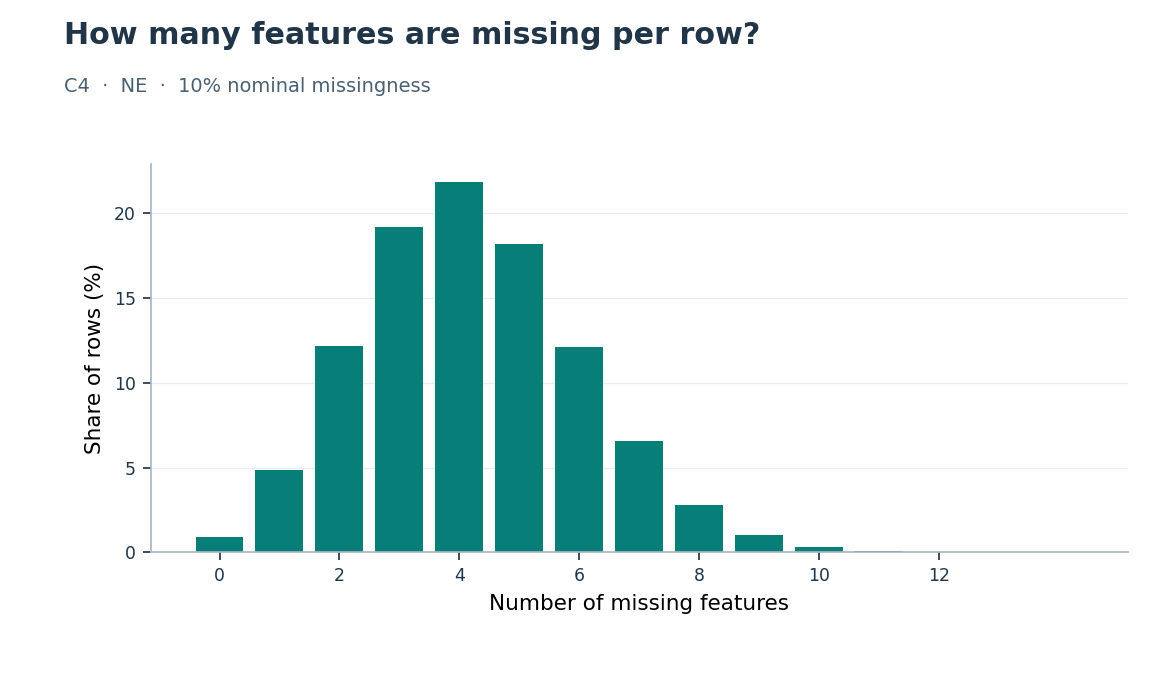 How many features are missing per row?
C4 · NE · 10% nominal missingness
Share of rows (%)
20
15
10
5
0
0 2 4 6 8 10 12
Number of missing features